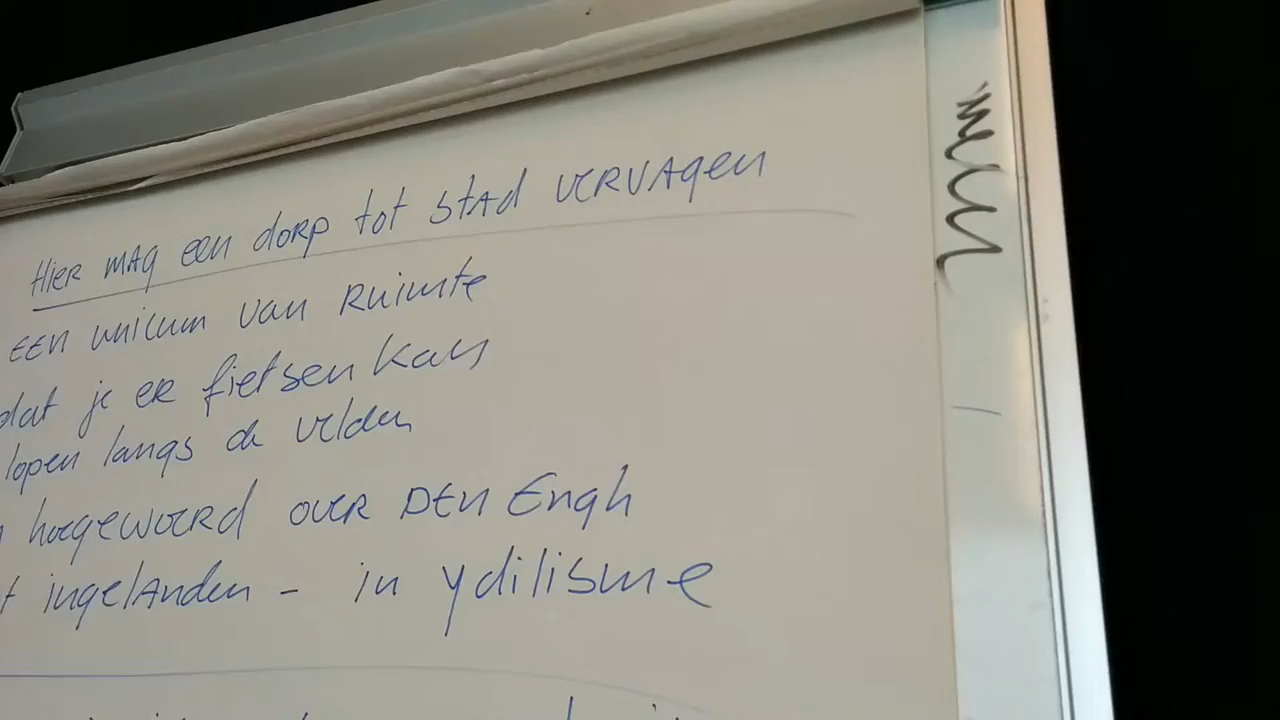 HIER MAG een dorp tot STAD VERVAGEN
EEN unicum van Ruimte
dat je er fietsen kan
lopen langs de velden
hogewoerd over DEN Engh
ingelanden - in ydilisme